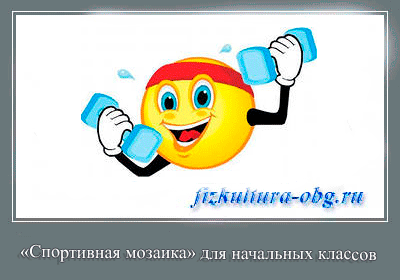 fizkultura-obg.ru
«Спортивная мозаика» для начальных классов